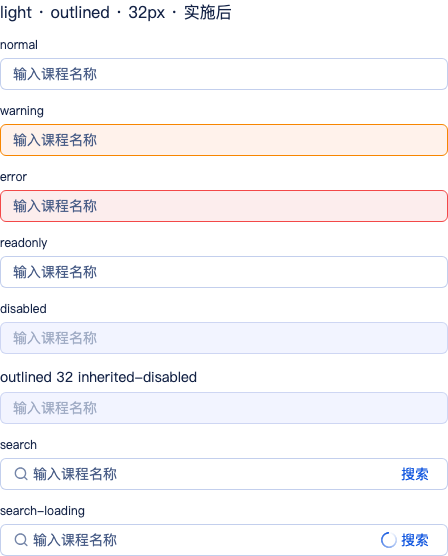 light · outlined · 32px · 实施后
normal
输入课程名称
warning
输入课程名称
error
输入课程名称
readonly
输入课程名称
disabled
输入课程名称
outlined 32 inherited-disabled
输入课程名称
search
输入课程名称 搜索
search-loading
输入课程名称 搜索